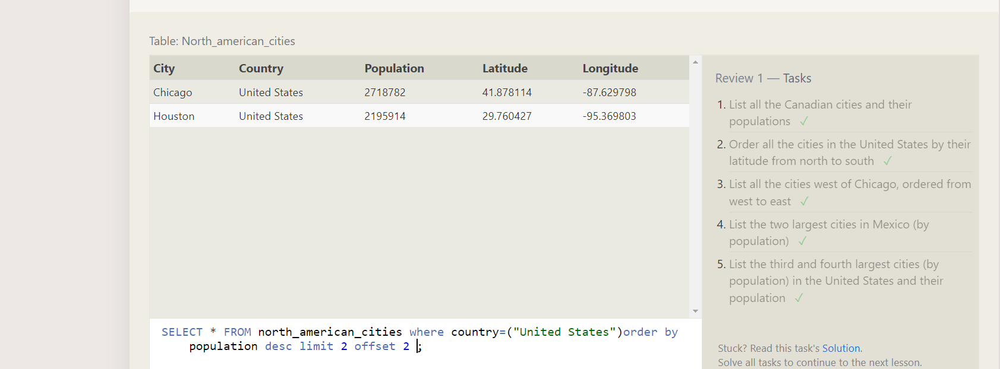 Table: North_american_cities
City Country Population Latitude Longitude
Chicago United States 2718782 41.878114 -87.629798
Houston United States 2195914 29.760427 -95.369803
SELECT * FROM north_american_cities where country=("United States")order by
population desc limit 2 offset 2 ;
Review 1 — Tasks
1. List all the Canadian cities and their
populations ✓
2. Order all the cities in the United States by their
latitude from north to south ✓
3. List all the cities west of Chicago, ordered from
west to east ✓
4. List the two largest cities in Mexico (by
population) ✓
5. List the third and fourth largest cities (by
population) in the United States and their
population ✓
Stuck? Read this task's Solution.
Solve all tasks to continue to the next lesson.